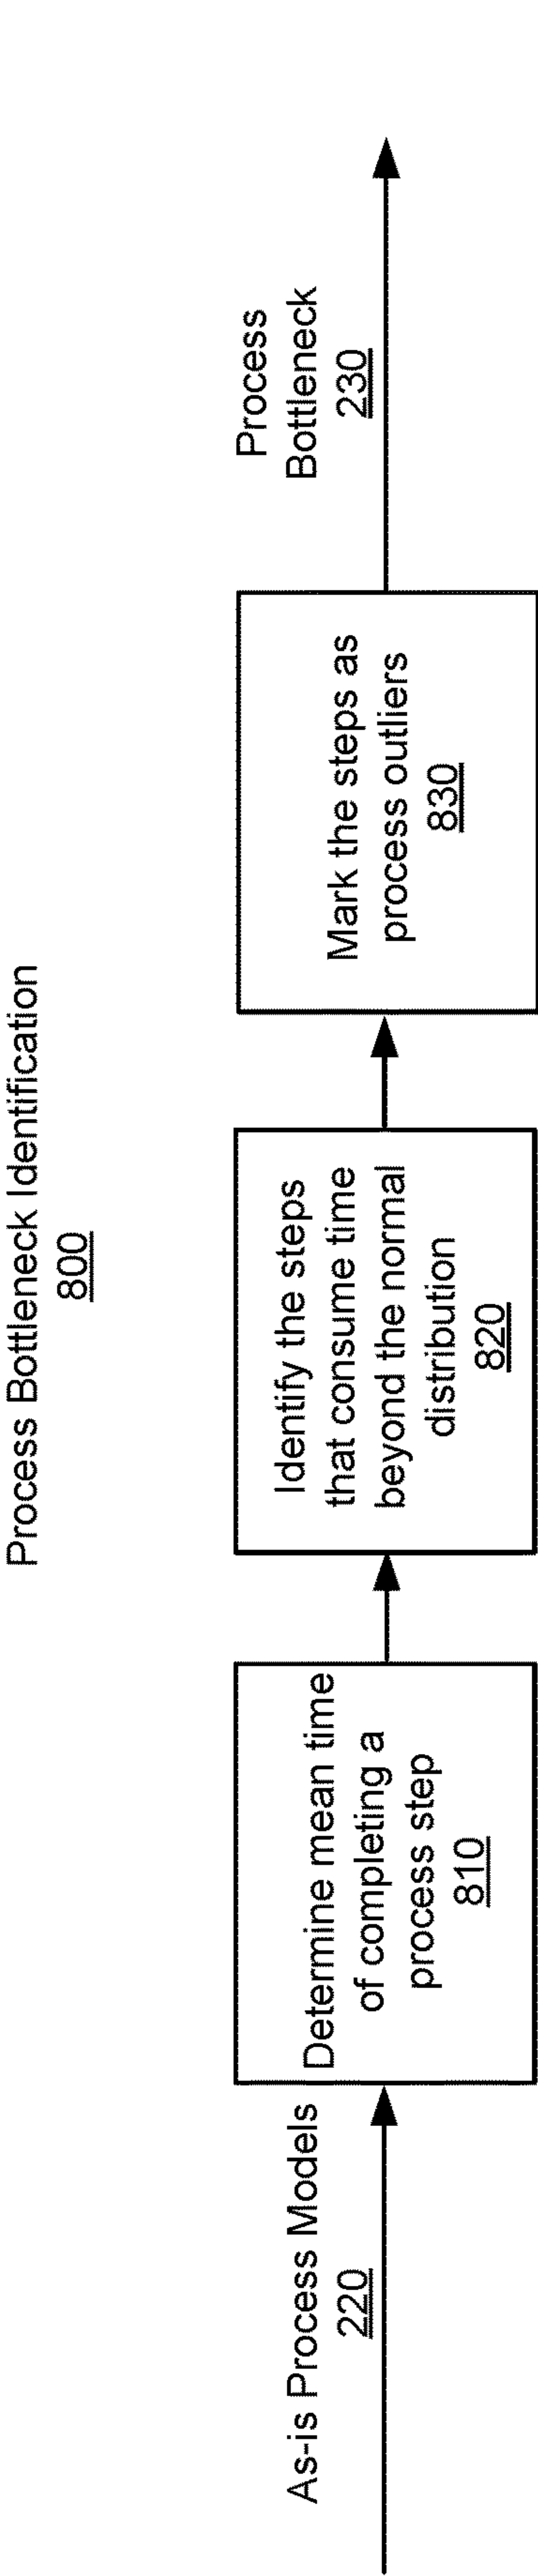 Process Bottleneck Identification
800
As-is Process Models
220
Determine mean time
of completing a
process step
810
Identify the steps
that consume time
beyond the normal
distribution
820
Mark the steps as
process outliers
830
Process
Bottleneck
230